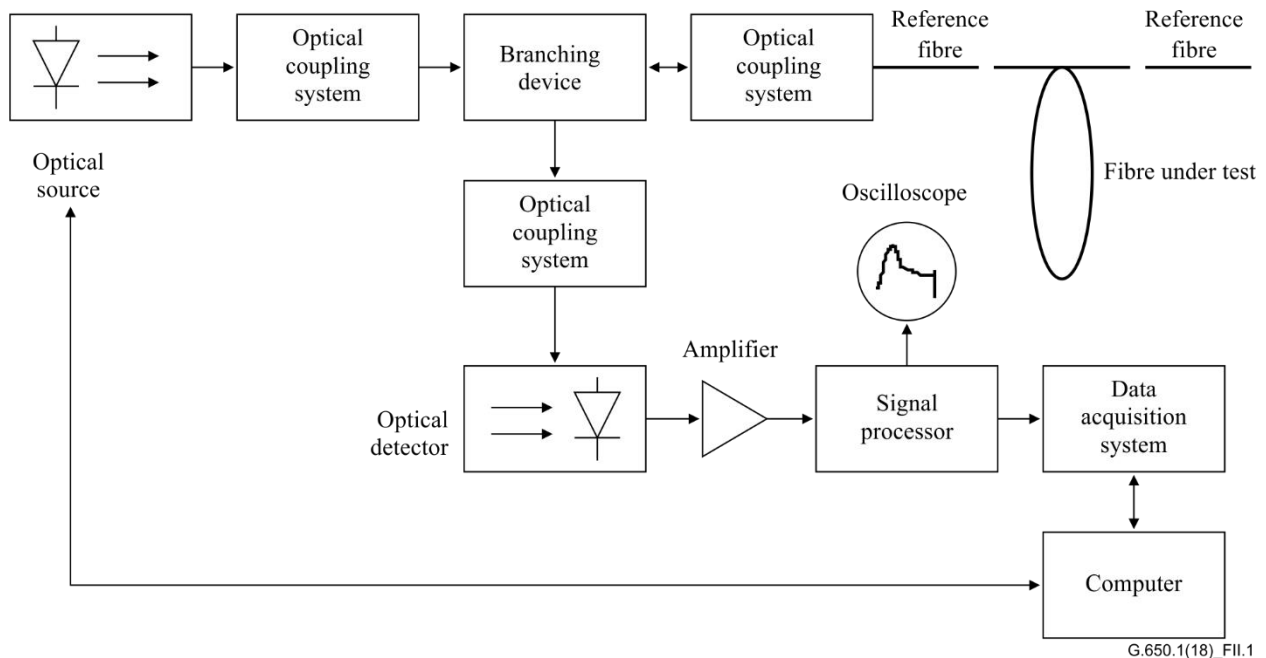 Reference
fibre
Reference
fibre
Optical
coupling
system
Branching
device
Optical
coupling
system
Optical
source
Fibre under test
Optical
coupling
system
Oscilloscope
Amplifier
Optical
detector
Signal
processor
Data
acquisition
system
Computer
G.650.1(18)_FII.1